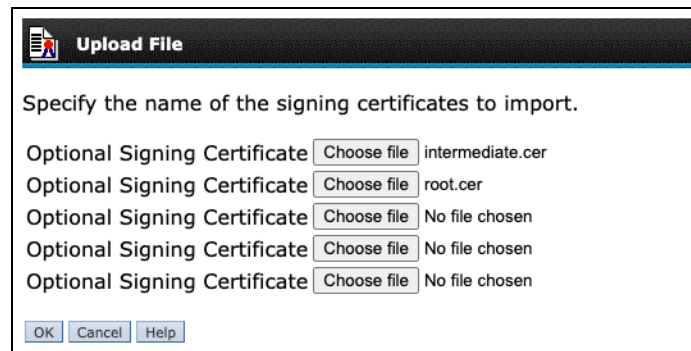 Upload File
Specify the name of the signing certificates to import.
Optional Signing Certificate Choose file intermediate.cer
Optional Signing Certificate Choose file root.cer
Optional Signing Certificate Choose file No file chosen
Optional Signing Certificate Choose file No file chosen
Optional Signing Certificate Choose file No file chosen
OK Cancel Help